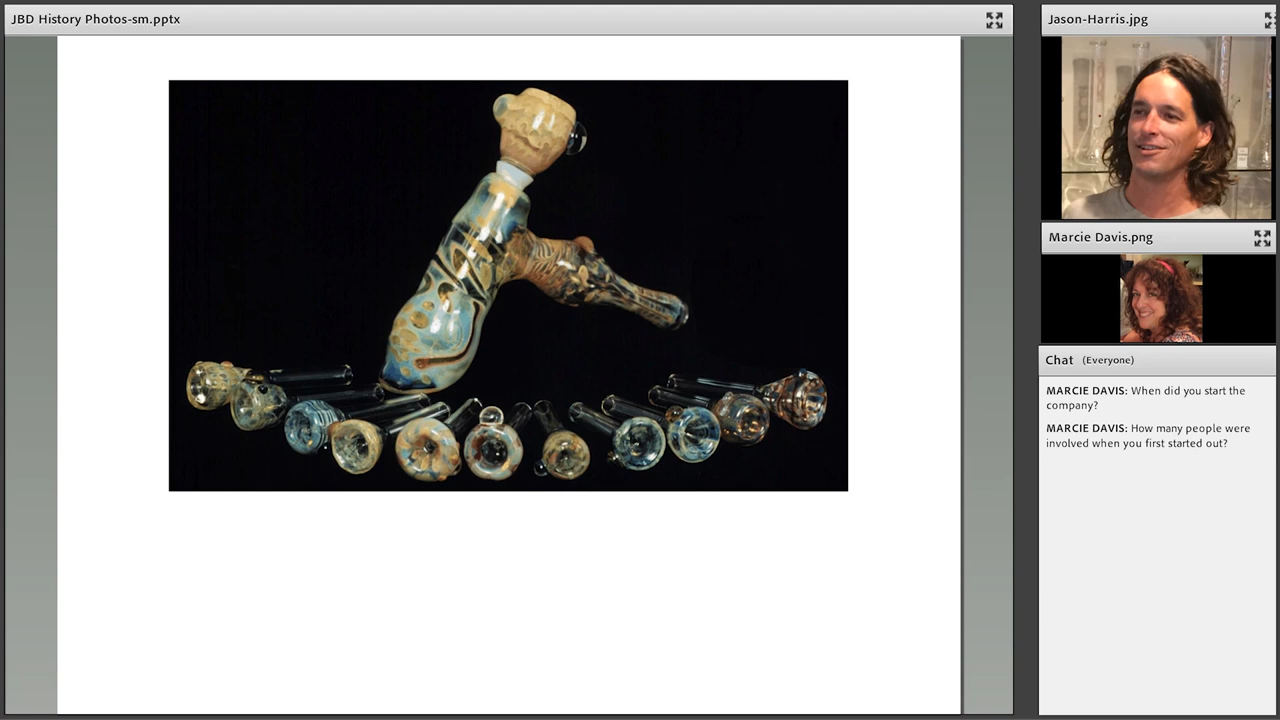 JBD History Photos-sm.pptx
Jason-Harris.jpg
Marcie Davis.png
Chat (Everyone)
MARCIE DAVIS: When did you start the
company?
MARCIE DAVIS: How many people were
involved when you first started out?